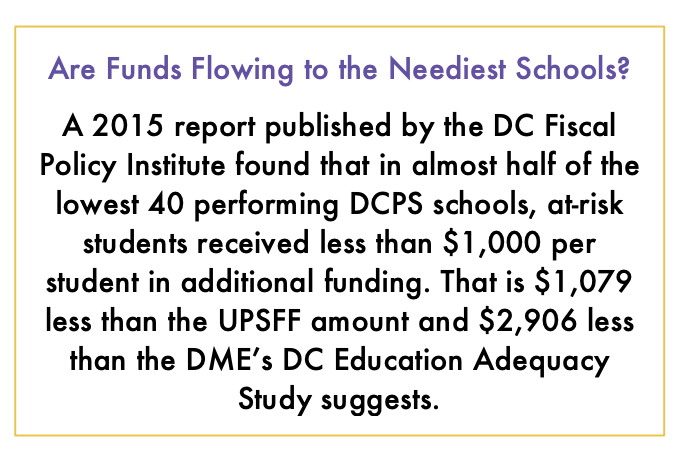 Are Funds Flowing to the Neediest Schools?
A 2015 report published by the DC Fiscal
Policy Institute found that in almost half of the
lowest 40 performing DCPS schools, at-risk
students received less than $1,000 per
student in additional funding. That is $1,079
less than the UPSFF amount and $2,906 less
than the DME’s DC Education Adequacy
Study suggests.